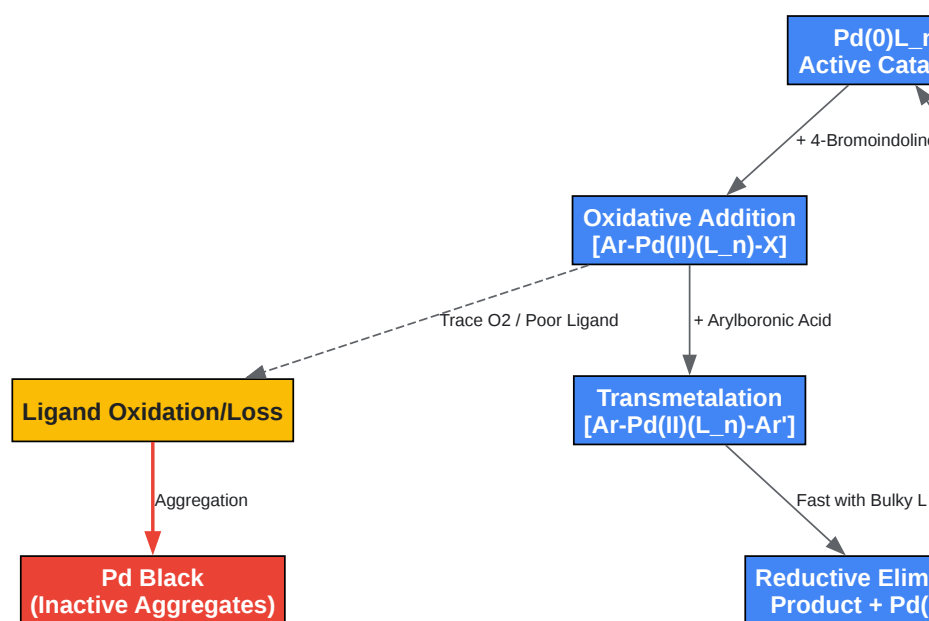 Pd(0)L_n
Active Cata
+ 4-Bromoindoline
Oxidative Addition
[Ar-Pd(II)(L_n)-X]
Trace O2 / Poor Ligand
+ Arylboronic Acid
Ligand Oxidation/Loss
Transmetalation
[Ar-Pd(II)(L_n)-Ar']
Aggregation
Fast with Bulky L
Pd Black
(Inactive Aggregates)
Reductive Elim
Product + Pd(